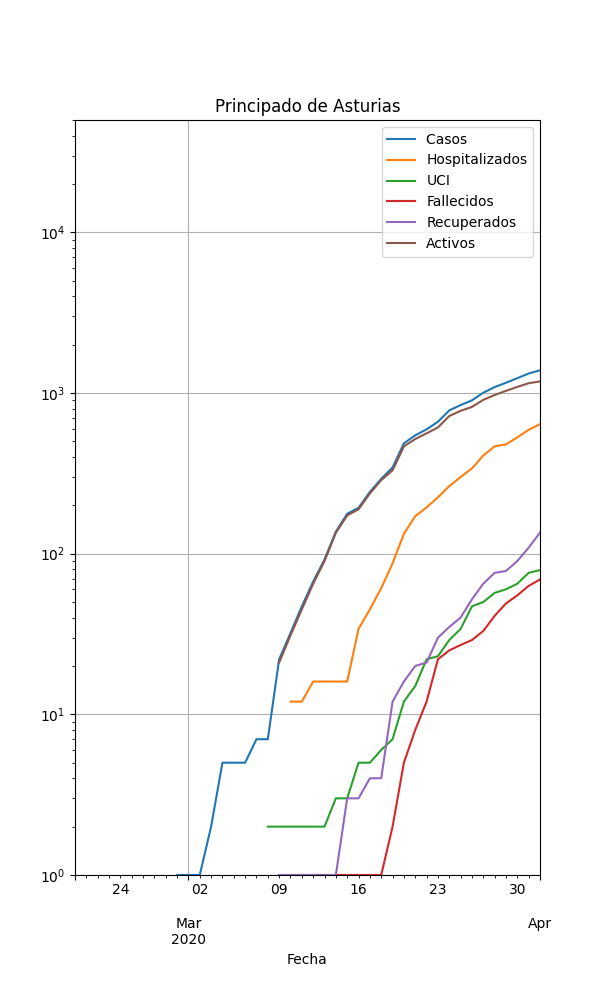 Principado de Asturias
Casos
Hospitalizados
UCI
Fallecidos
Recuperados
Activos
10^4
10^3
10^2
10^1
10^0
24 02 09 16 23 30
Mar Apr
2020
Fecha